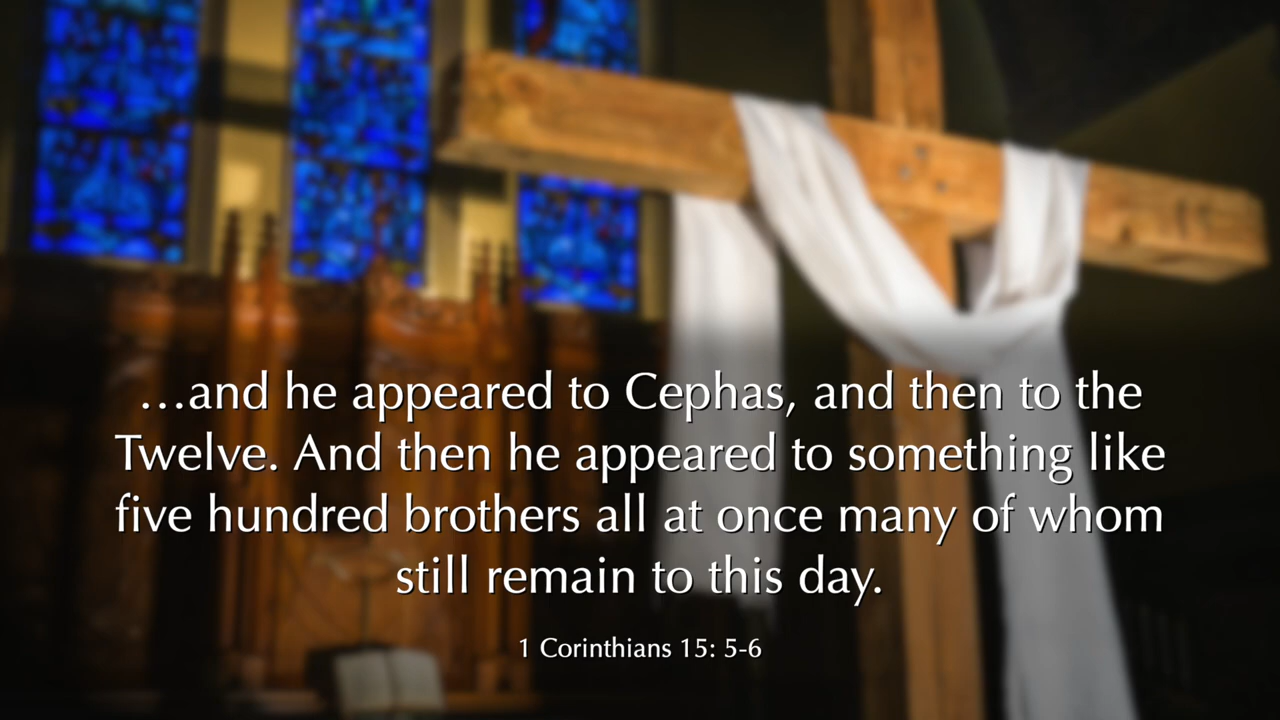 …and he appeared to Cephas, and then to the
Twelve. And then he appeared to something like
five hundred brothers all at once many of whom
still remain to this day.
1 Corinthians 15: 5-6